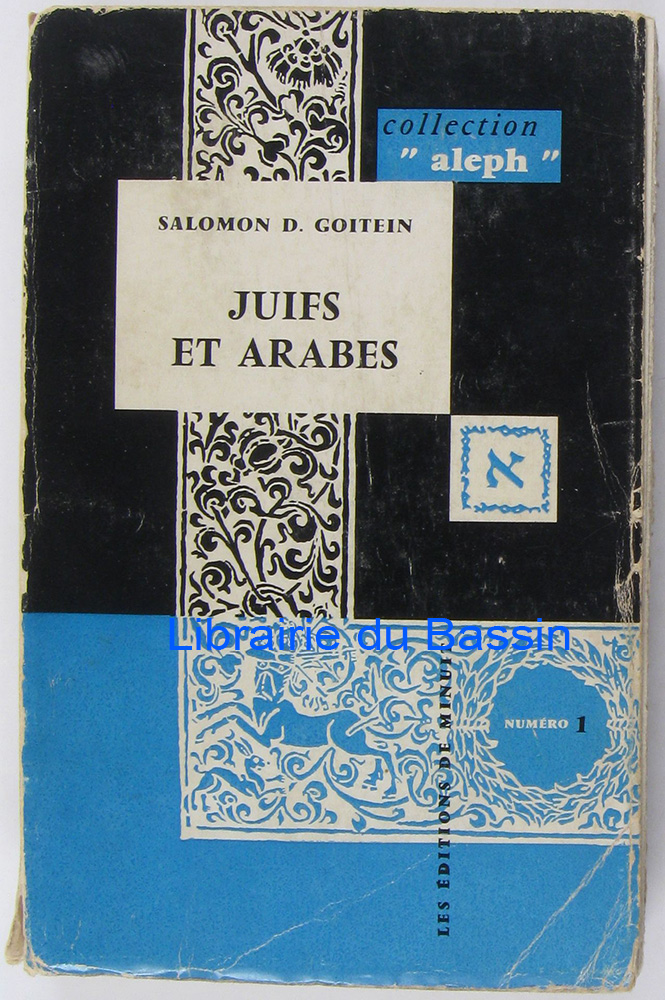 collection
" aleph "
SALOMON D. GOITEIN
JUIFS
ET ARABES
א
Librairie du Bassin
NUMÉRO 1
LES ÉDITIONS DE MINUIT